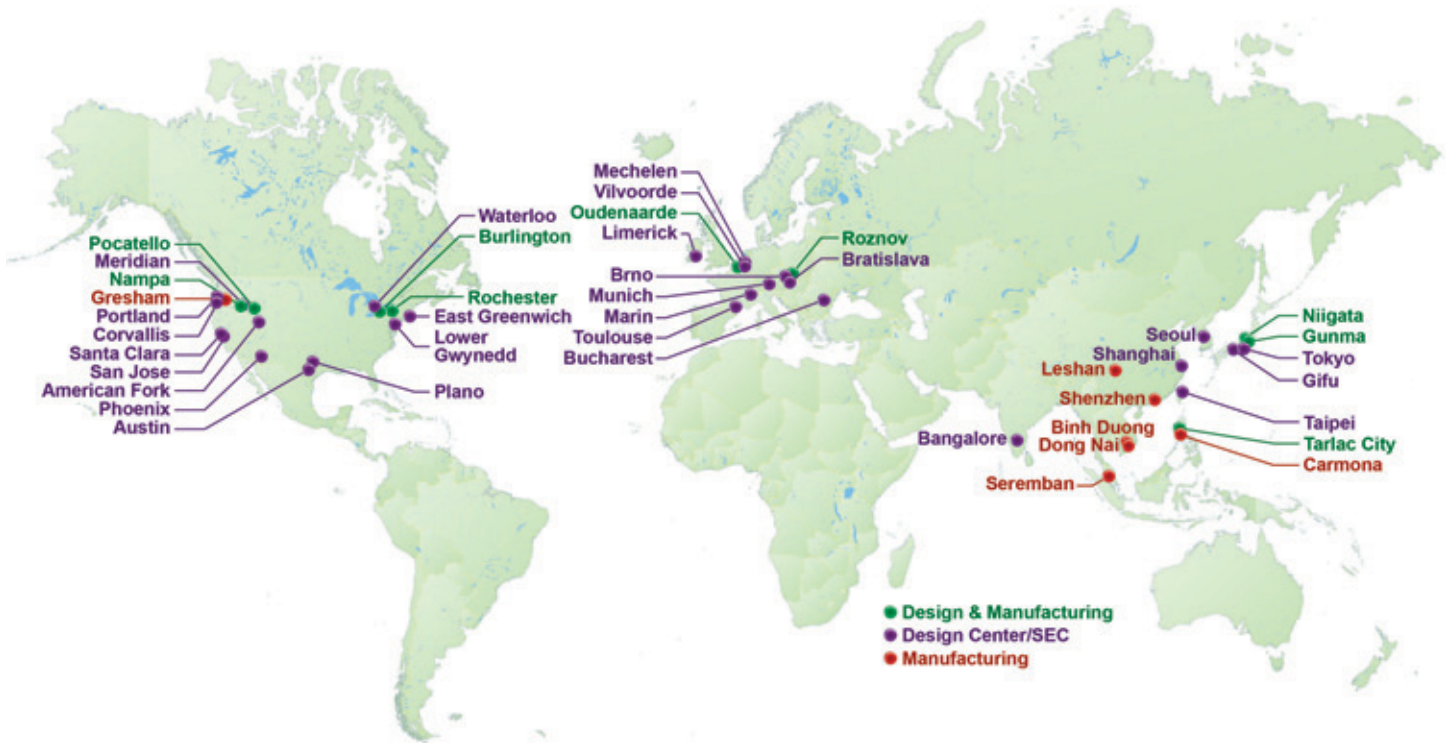 Pocatello
Meridian
Nampa
Gresham
Portland
Corvallis
Santa Clara
San Jose
American Fork
Phoenix
Austin
Waterloo
Burlington
Rochester
East Greenwich
Lower
Gwynedd
Plano
Mechelen
Vilvoorde
Oudenaarde
Limerick
Roznov
Bratislava
Brno
Munich
Marin
Toulouse
Bucharest
Seoul
Shanghai
Leshan
Shenzhen
Binh Duong
Dong Nai
Bangalore
Seremban
Niigata
Gunma
Tokyo
Gifu
Taipei
Tarlac City
Carmona
Design & Manufacturing
Design Center/SEC
Manufacturing